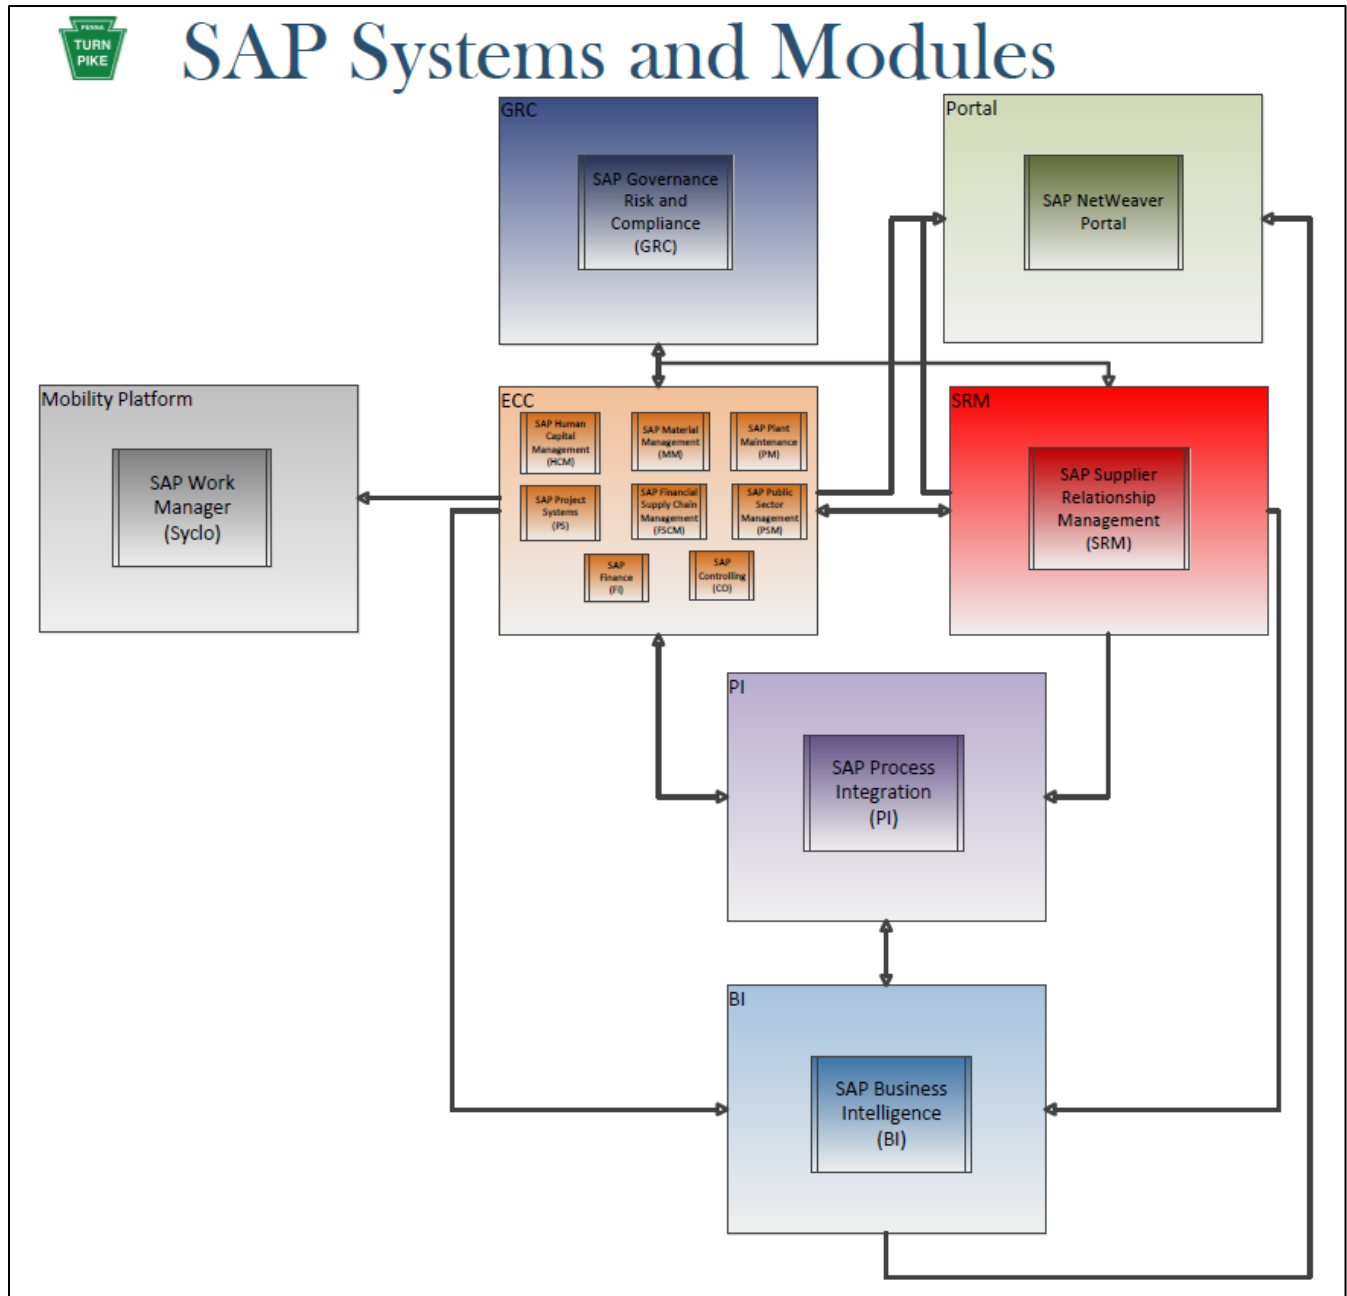 PENNA
TURN
PIKE
SAP Systems and Modules
GRC
SAP Governance
Risk and
Compliance
(GRC)
Portal
SAP NetWeaver
Portal
Mobility Platform
SAP Work
Manager
(Syclo)
ECC
SAP Human
Capital
Management
(HCM)
SAP Material
Management
(MM)
SAP Plant
Maintenance
(PM)
SAP Project
Systems
(PS)
SAP Financial
Supply Chain
Management
(FSCM)
SAP Public
Sector
Management
(PSM)
SAP
Finance
(FI)
SAP
Controlling
(CO)
SRM
SAP Supplier
Relationship
Management
(SRM)
PI
SAP Process
Integration
(PI)
BI
SAP Business
Intelligence
(BI)